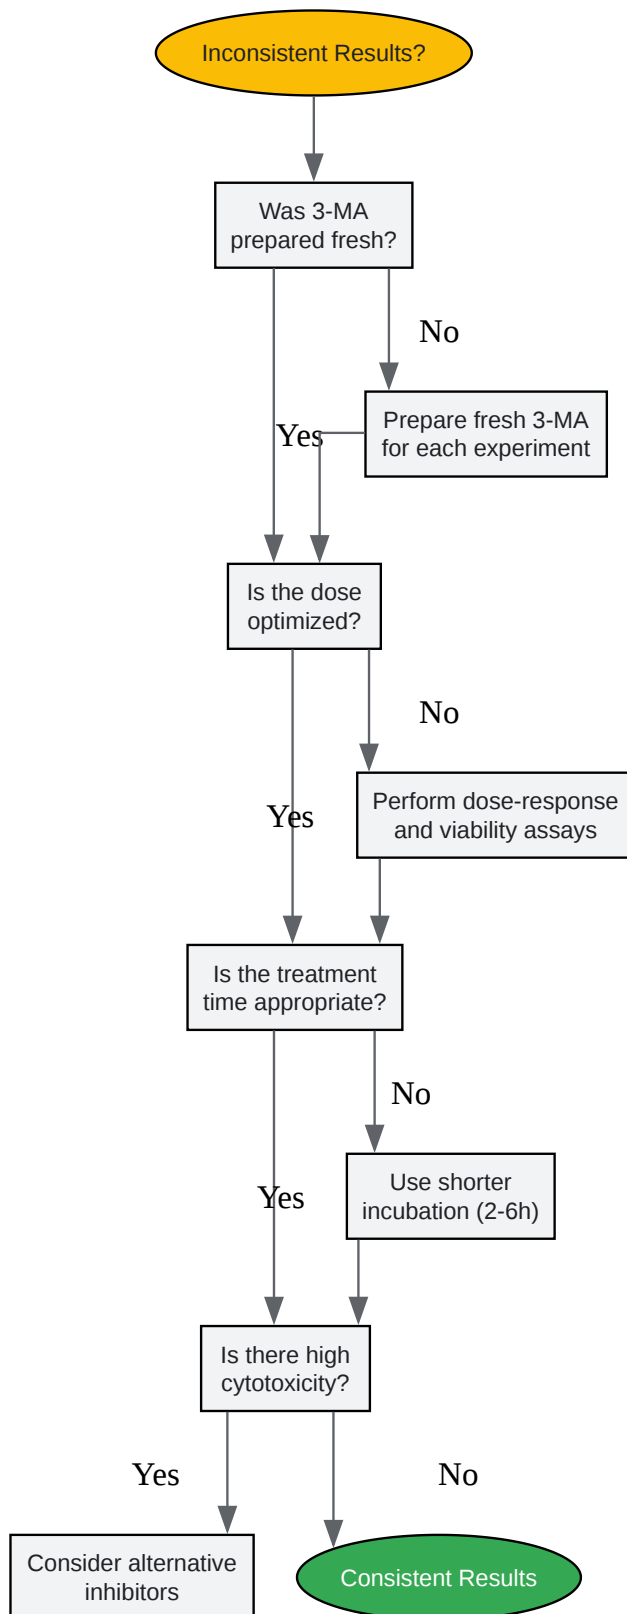 Inconsistent Results?
Was 3-MA
prepared fresh?
No
Prepare fresh 3-MA
for each experiment
Yes
Is the dose
optimized?
No
Perform dose-response
and viability assays
Yes
Is the treatment
time appropriate?
No
Use shorter
incubation (2-6h)
Yes
Is there high
cytotoxicity?
Yes
No
Consider alternative
inhibitors
Consistent Results